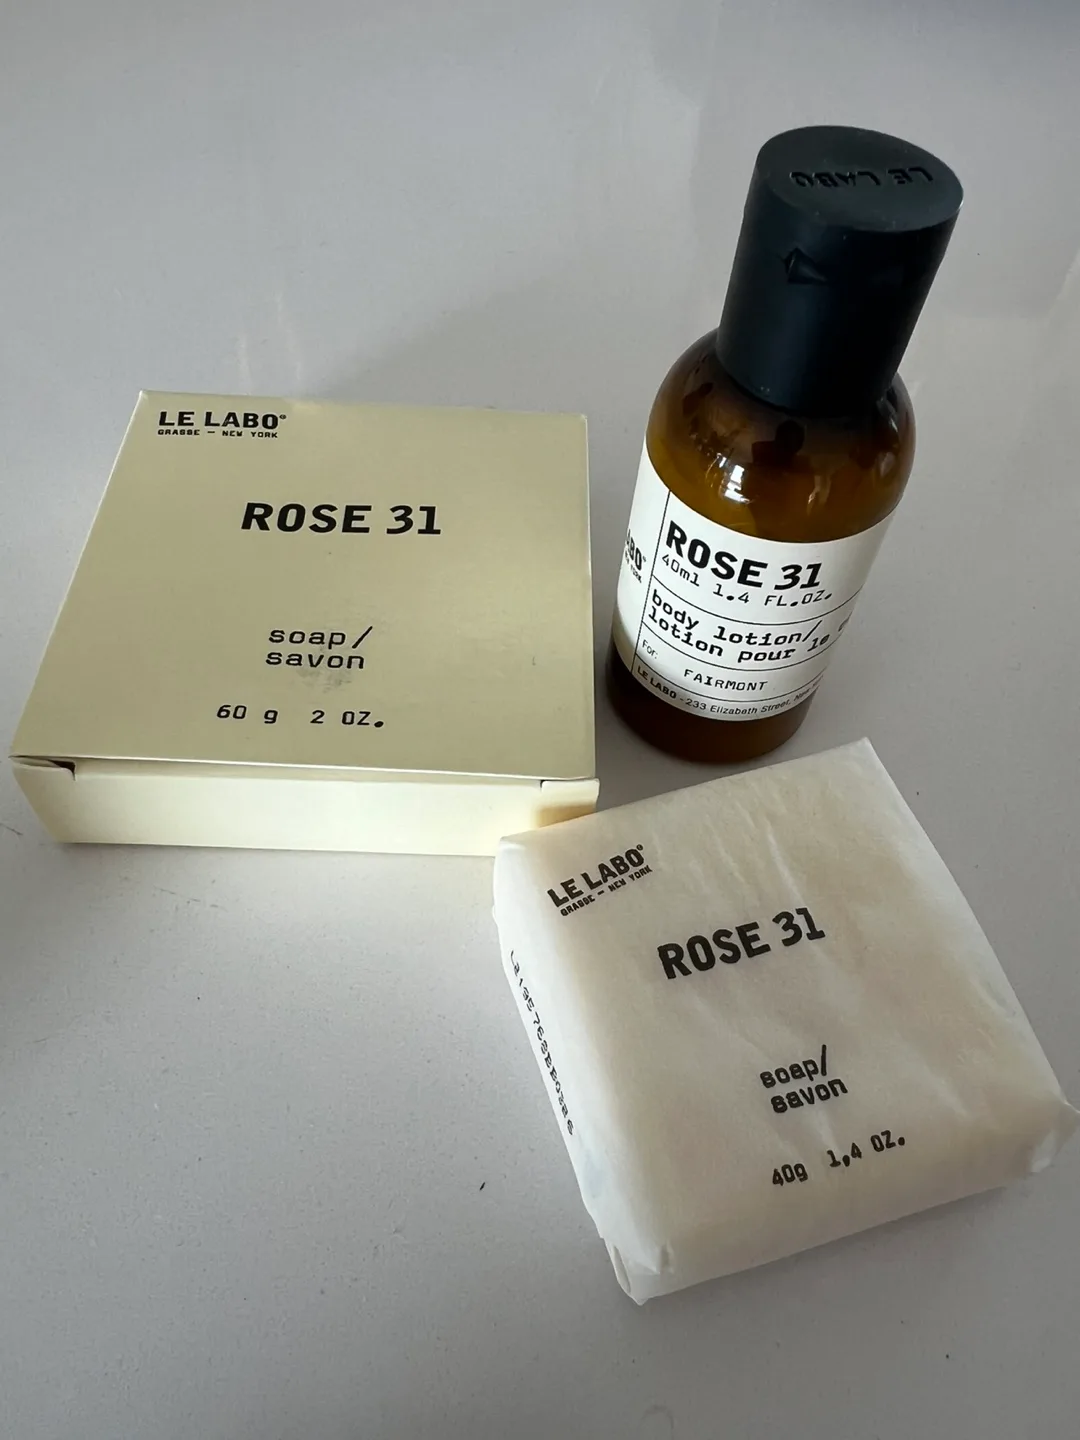 LE LABO®
GRASSE — NEW YORK
ROSE 31
soap/
savon
60 g 2 OZ.
LE LABO
ROSE 31
40ml 1.4 FL.OZ.
body lotion/
lotion pour le
For:
FAIRMONT
LE LABO - 233 Elizabeth Street, New
LE LABO®
GRASSE — NEW YORK
ROSE 31
soap/
savon
40g 1,4 OZ.